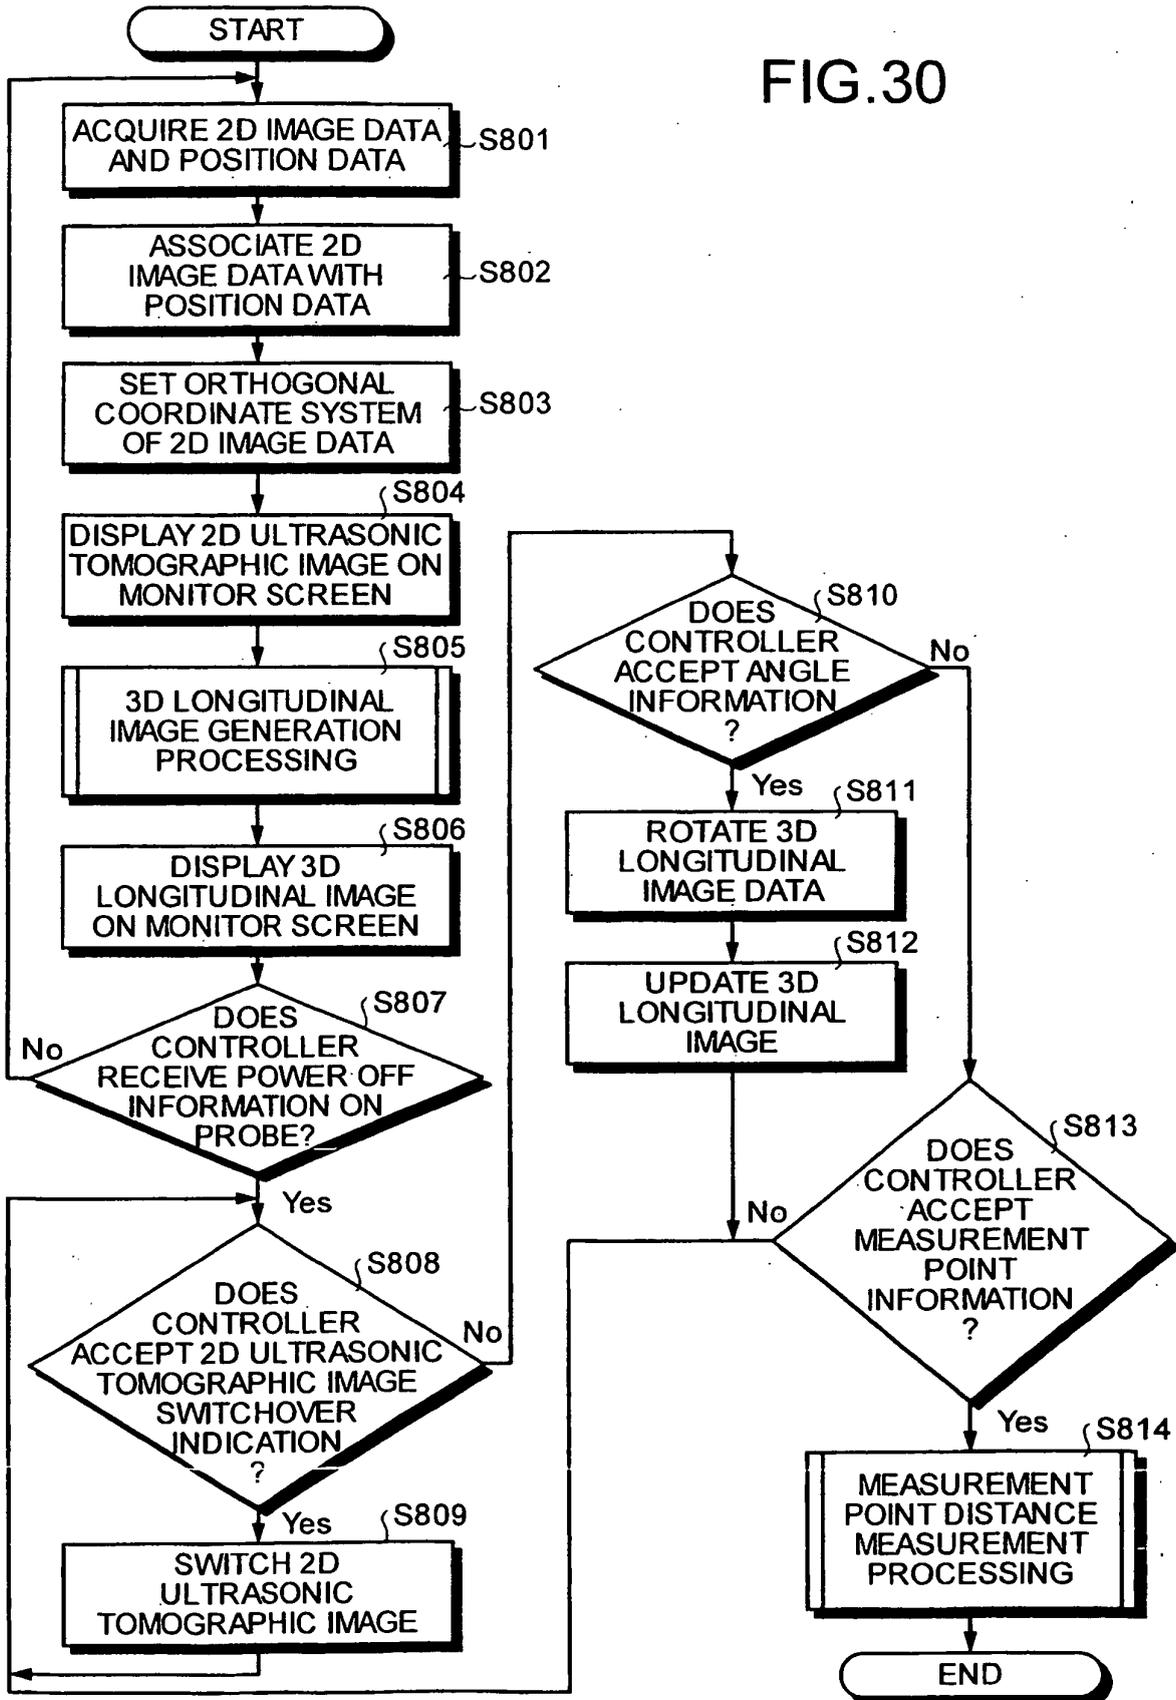 START
FIG.30
ACQUIRE 2D IMAGE DATA
AND POSITION DATA
S801
ASSOCIATE 2D
IMAGE DATA WITH
POSITION DATA
S802
SET ORTHOGONAL
COORDINATE SYSTEM
OF 2D IMAGE DATA
S803
S804
DISPLAY 2D ULTRASONIC
TOMOGRAPHIC IMAGE ON
MONITOR SCREEN
S805
3D LONGITUDINAL
IMAGE GENERATION
PROCESSING
S806
DISPLAY 3D
LONGITUDINAL IMAGE
ON MONITOR SCREEN
S807
DOES
CONTROLLER
RECEIVE POWER OFF
INFORMATION ON
PROBE?
No
Yes
S808
DOES
CONTROLLER
ACCEPT 2D ULTRASONIC
TOMOGRAPHIC IMAGE
SWITCHOVER
INDICATION
?
No
Yes
S809
SWITCH 2D
ULTRASONIC
TOMOGRAPHIC IMAGE
S810
DOES
CONTROLLER
ACCEPT ANGLE
INFORMATION
?
No
Yes
S811
ROTATE 3D
LONGITUDINAL
IMAGE DATA
S812
UPDATE 3D
LONGITUDINAL
IMAGE
S813
DOES
CONTROLLER
ACCEPT
MEASUREMENT
POINT
INFORMATION
?
No
Yes
S814
MEASUREMENT
POINT DISTANCE
MEASUREMENT
PROCESSING
END